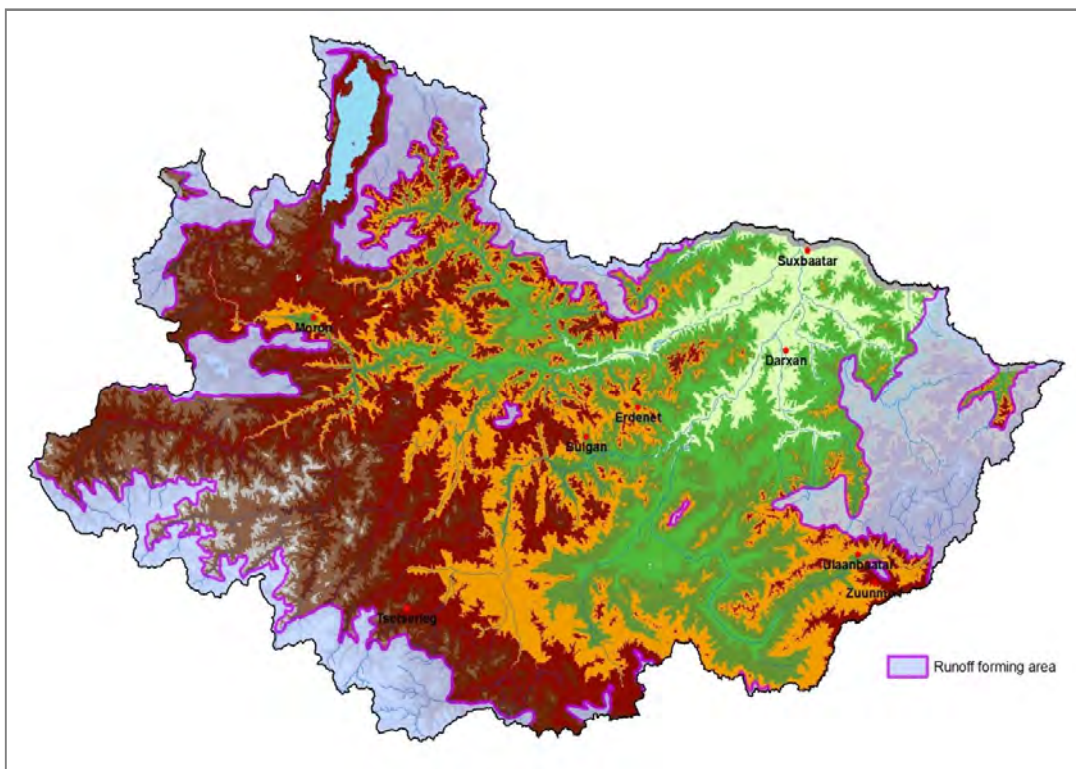 Suxbaatar
Moron
Darxan
Erdenet
Bulgan
Ulaanbaatar
Tsetserleg
Runoff forming area